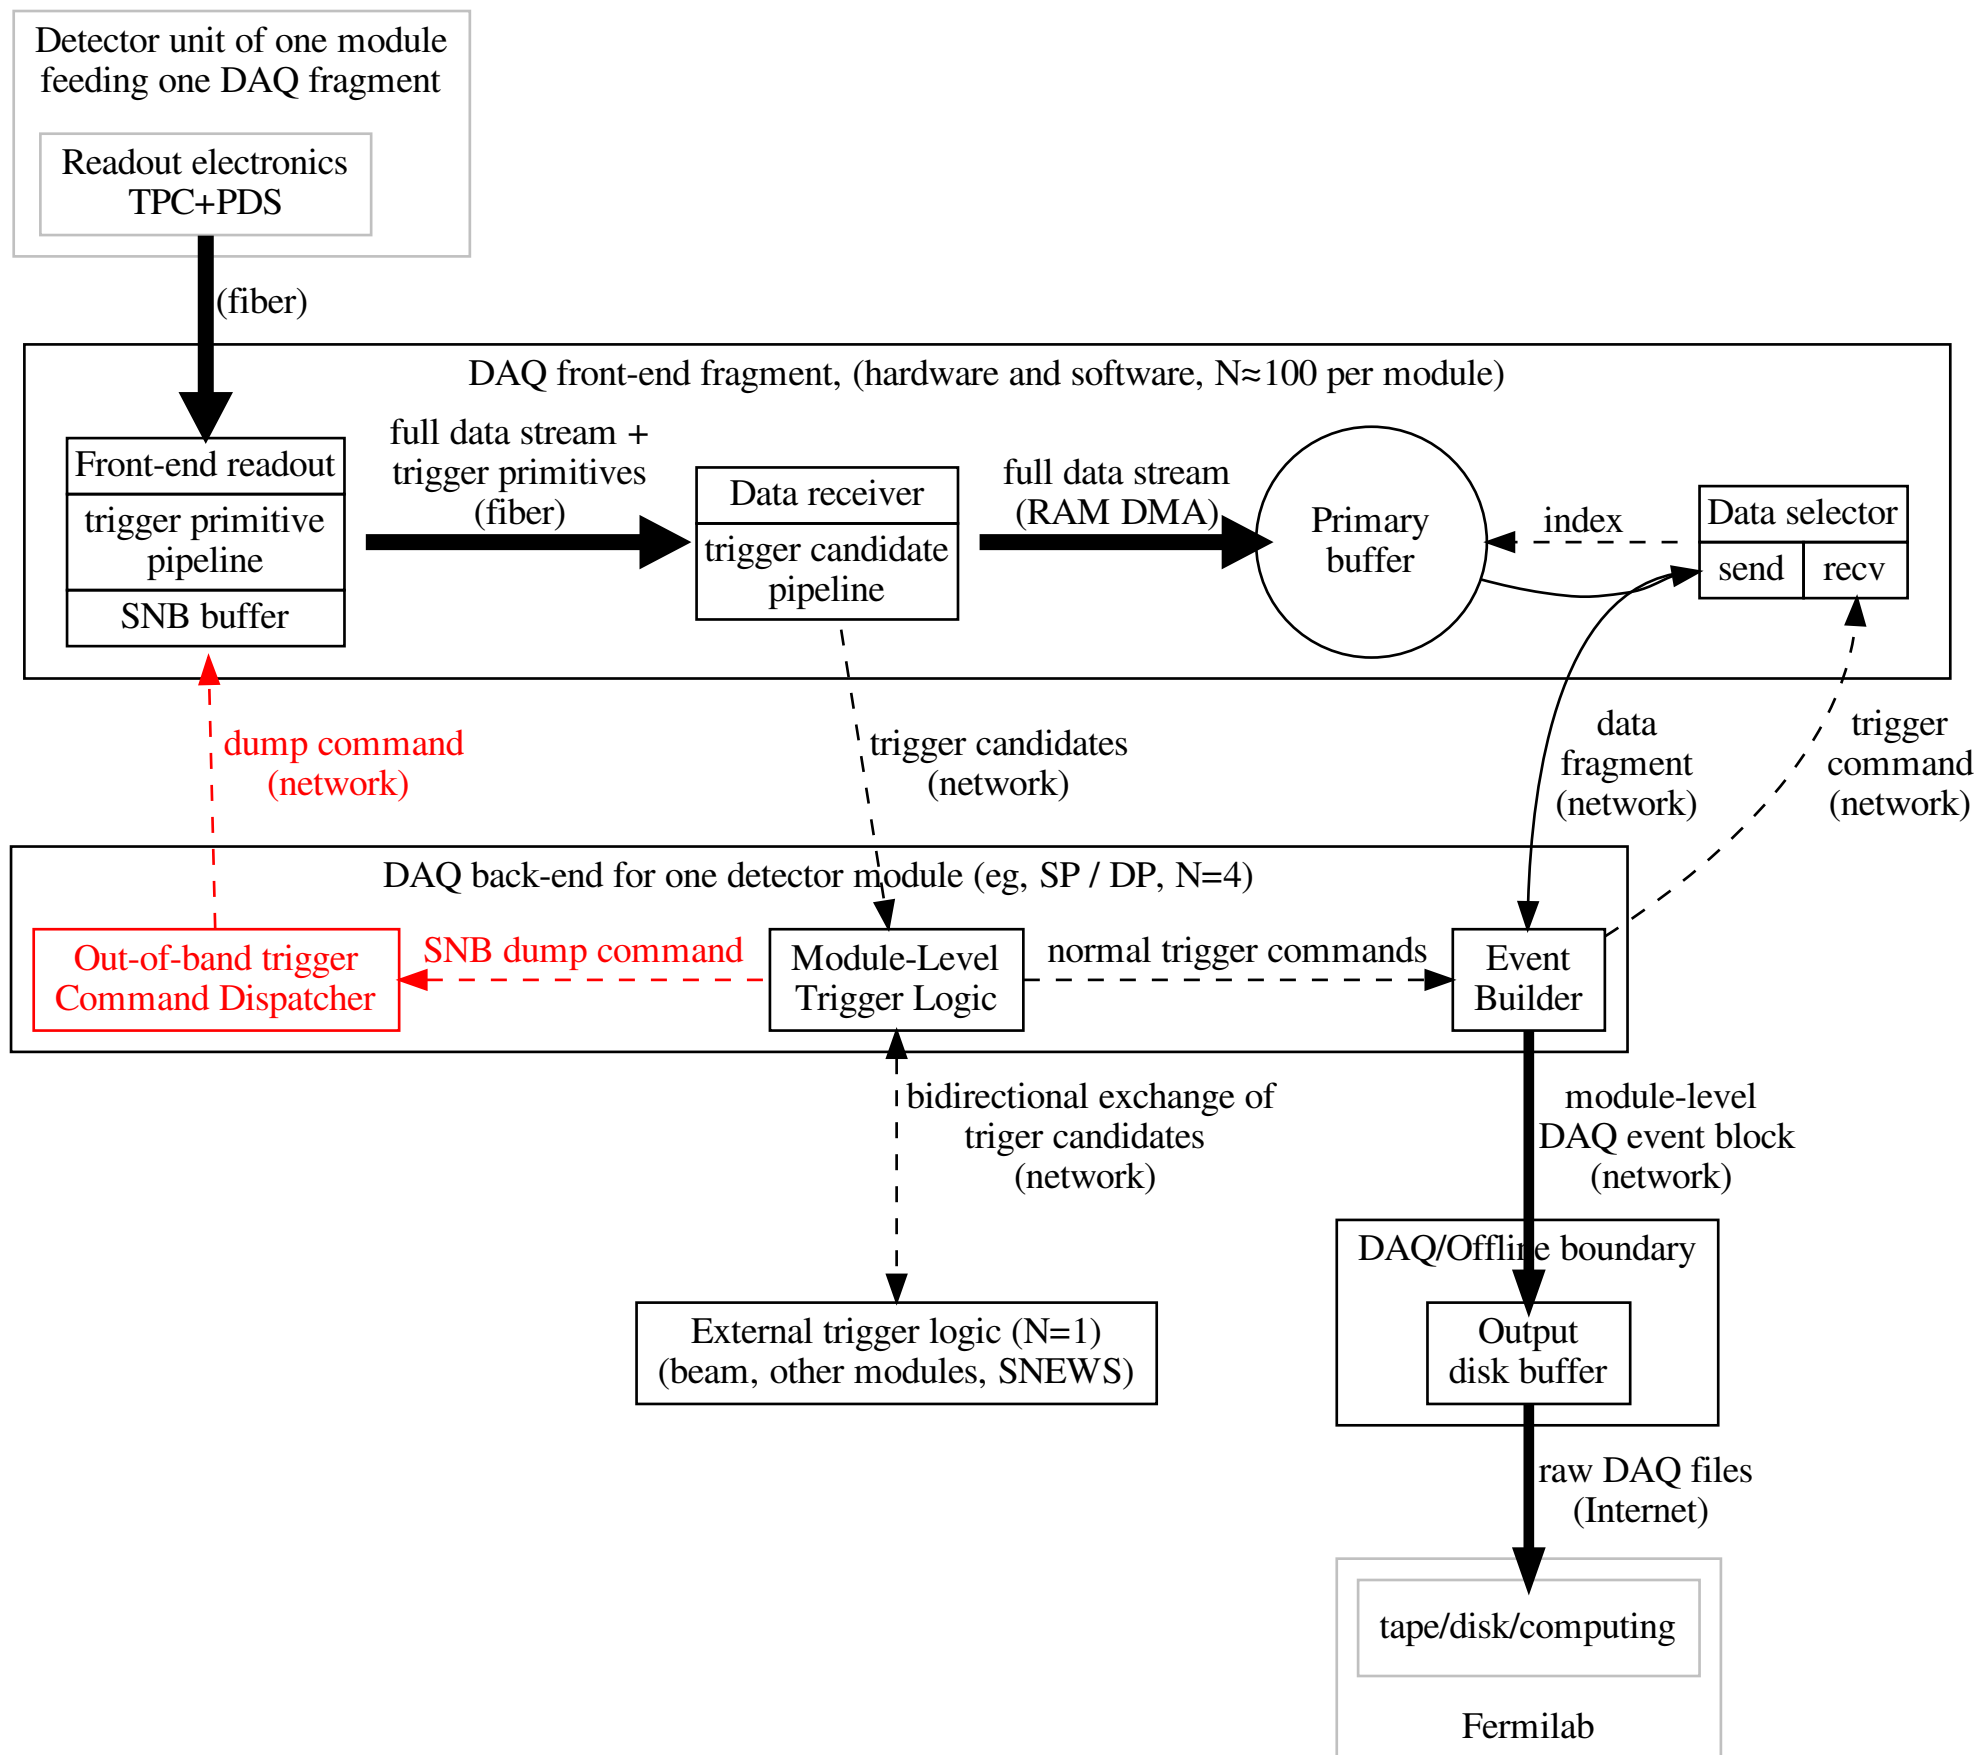 Detector unit of one module
feeding one DAQ fragment
Readout electronics
TPC+PDS
(fiber)
DAQ front-end fragment, (hardware and software, N≈100 per module)
Front-end readout
trigger primitive
pipeline
SNB buffer
full data stream +
trigger primitives
(fiber)
Data receiver
trigger candidate
pipeline
full data stream
(RAM DMA)
Primary
buffer
index
Data selector
send
recv
dump command
(network)
trigger candidates
(network)
data
fragment
(network)
trigger
command
(network)
DAQ back-end for one detector module (eg, SP / DP, N=4)
Out-of-band trigger
Command Dispatcher
SNB dump command
Module-Level
Trigger Logic
normal trigger commands
Event
Builder
bidirectional exchange of
triger candidates
(network)
module-level
DAQ event block
(network)
External trigger logic (N=1)
(beam, other modules, SNEWS)
DAQ/Offline boundary
Output
disk buffer
raw DAQ files
(Internet)
tape/disk/computing
Fermilab